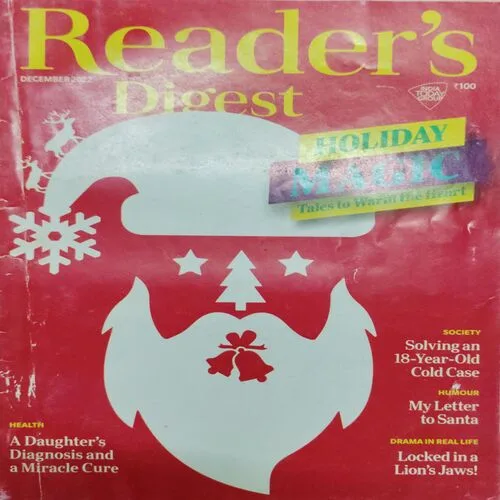 Reader's
DECEMBER 2022
Digest
INDIA
TODAY
GROUP
₹100
HOLIDAY
MAGIC
Tales to Warm the Heart
SOCIETY
Solving an
18-Year-Old
Cold Case
HUMOUR
My Letter
to Santa
DRAMA IN REAL LIFE
Locked in a
Lion's Jaws!
HEALTH
A Daughter's
Diagnosis and
a Miracle Cure